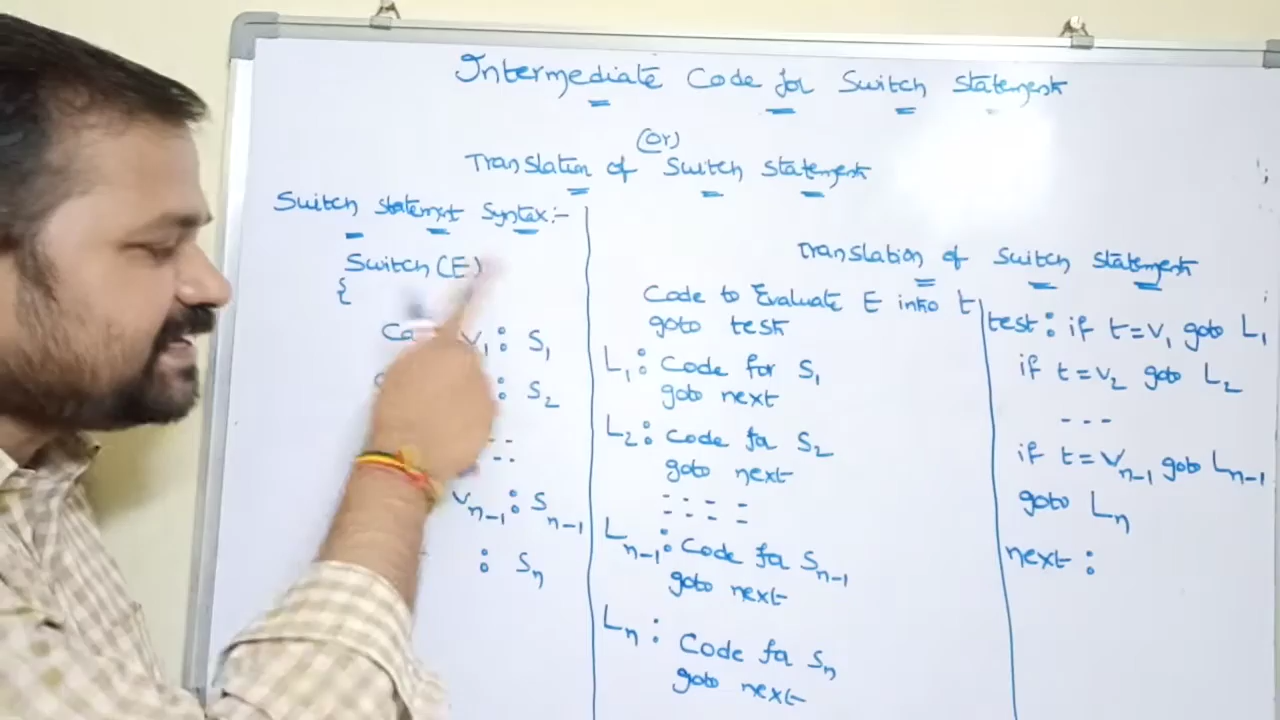 Intermediate Code for Switch Statement
(or)
Translation of Switch Statement
Switch Statement Syntax:-
Switch(E)
{
V1: S1
: S2
Vn-1: Sn-1
: Sn
Translation of Switch Statement
Code to Evaluate E into t
goto test
L1: Code for S1
goto next
L2: Code for S2
goto next
----
Ln-1: Code for Sn-1
goto next
Ln: Code for Sn
goto next
test: if t=V1 goto L1
if t=V2 goto L2
---
if t=Vn-1 goto Ln-1
goto Ln
next: